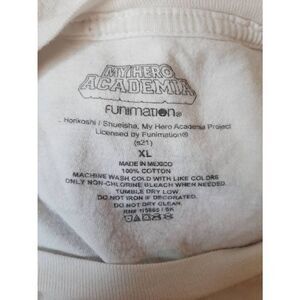 MY HERO
ACADEMIA
FUNIMATION®
. Horikoshi / Shueisha, My Hero Academia Project
Licensed by Funimation®
(s21)
XL
MADE IN MEXICO
100% COTTON
MACHINE WASH COLD WITH LIKE COLORS
ONLY NON-CHLORINE BLEACH WHEN NEEDED.
TUMBLE DRY LOW.
DO NOT IRON IF DECORATED.
DO NOT DRY CLEAN.
RN#